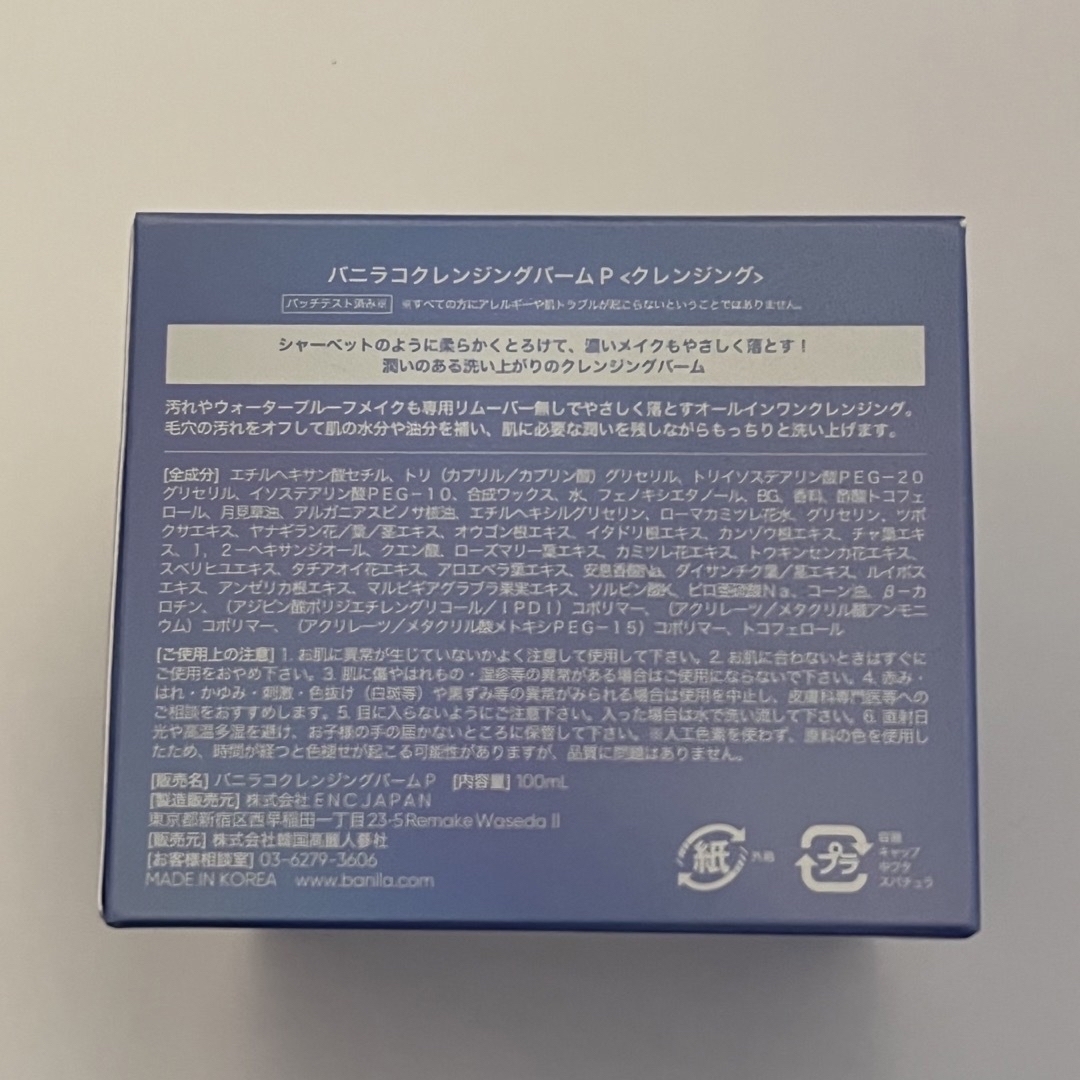 バニラコクレンジングバームP <クレンジング>
パッチテスト済み※ ※すべての方にアレルギーや肌トラブルが起こらないということではありません。
シャーベットのように柔らかくとろけて、濃いメイクもやさしく落とす!
潤いのある洗い上がりのクレンジングバーム
汚れやウォータープルーフメイクも専用リムーバー無しでやさしく落とすオールインワンクレンジング。
毛穴の汚れをオフして肌の水分や油分を補い、肌に必要な潤いを残しながらもっちりと洗い上げます。
[全成分] エチルヘキサン酸セチル、トリ（カプリル／カプリン酸）グリセリル、トリイソステアリン酸PEG-20
グリセリル、イソステアリン酸PEG-10、合成ワックス、水、フェノキシエタノール、BG、香料、酢酸トコフェ
ロール、月見草油、アルガニアスピノサ核油、エチルヘキシルグリセリン、ローマカミツレ花水、グリセリン、ツボ
クサエキス、ヤナギラン花／葉／茎エキス、オウゴン根エキス、イタドリ根エキス、カンゾウ根エキス、チャ葉エキ
ス、1，2-ヘキサンジオール、クエン酸、ローズマリー葉エキス、カミツレ花エキス、トウキンセンカ花エキス、
スベリヒユエキス、タチアオイ花エキス、アロエベラ葉エキス、安息香酸Na、ダイサンチク葉／茎エキス、ルイボス
エキス、アンゼリカ根エキス、マルピギアグラブラ果実エキス、ソルビン酸K、ピロ亜硫酸Na、コーン油、β-カ
ロチン、（アジピン酸ポリジエチレングリコール／IPDI）コポリマー、（アクリレーツ／メタクリル酸アンモニ
ウム）コポリマー、（アクリレーツ／メタクリル酸メトキシPEG-15）コポリマー、トコフェロール
[ご使用上の注意] 1. お肌に異常が生じていないかよく注意して使用して下さい。2. お肌に合わないときはすぐに
ご使用をおやめ下さい。3. 肌に傷やはれもの・湿疹等の異常がある場合はご使用にならないで下さい。4. 赤み・
はれ・かゆみ・刺激・色抜け（白斑等）や黒ずみ等の異常がみられる場合は使用を中止し、皮膚科専門医等への
ご相談をおすすめします。5. 目に入らないようにご注意下さい。入った場合は水で洗い流して下さい。6. 直射日
光や高温多湿を避け、お子様の手の届かないところに保管して下さい。※人工色素を使わず、原料の色を使用し
たため、時間が経つと色褪せが起こる可能性がありますが、品質に問題はありません。
[販売名] バニラコクレンジングバームP [内容量] 100mL
[製造販売元] 株式会社ENC JAPAN
東京都新宿区西早稲田一丁目23-5 Remake Waseda II
[販売元] 株式会社韓国高麗人蔘社
[お客様相談室] 03-6279-3606
MADE IN KOREA www.banila.com
紙 外箱
プラ 容器
キャップ
中フタ
スパチュラ